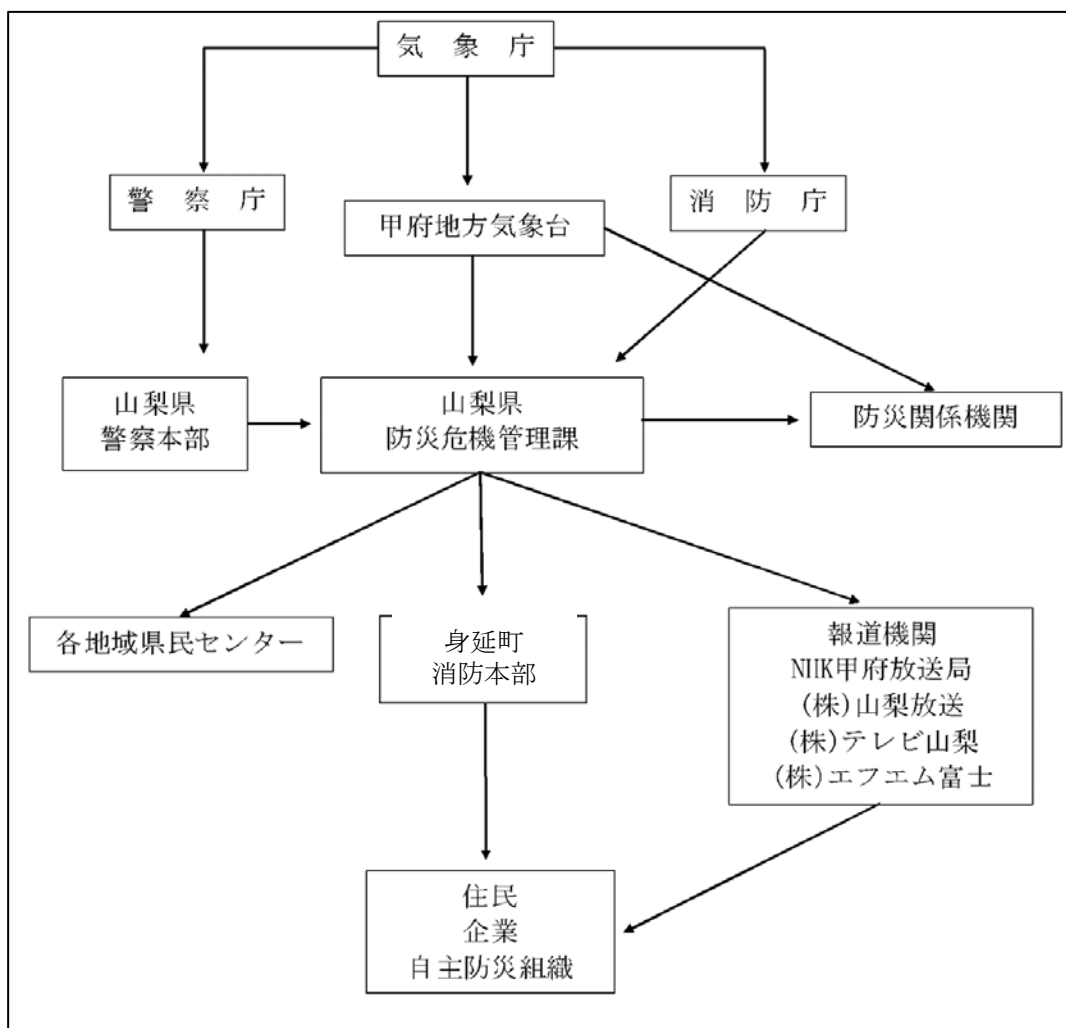 気象庁
警察庁
消防庁
甲府地方気象台
山梨県
警察本部
山梨県
防災危機管理課
防災関係機関
各地域県民センター
身延町
消防本部
報道機関
NHK甲府放送局
(株)山梨放送
(株)テレビ山梨
(株)エフエム富士
住民
企業
自主防災組織